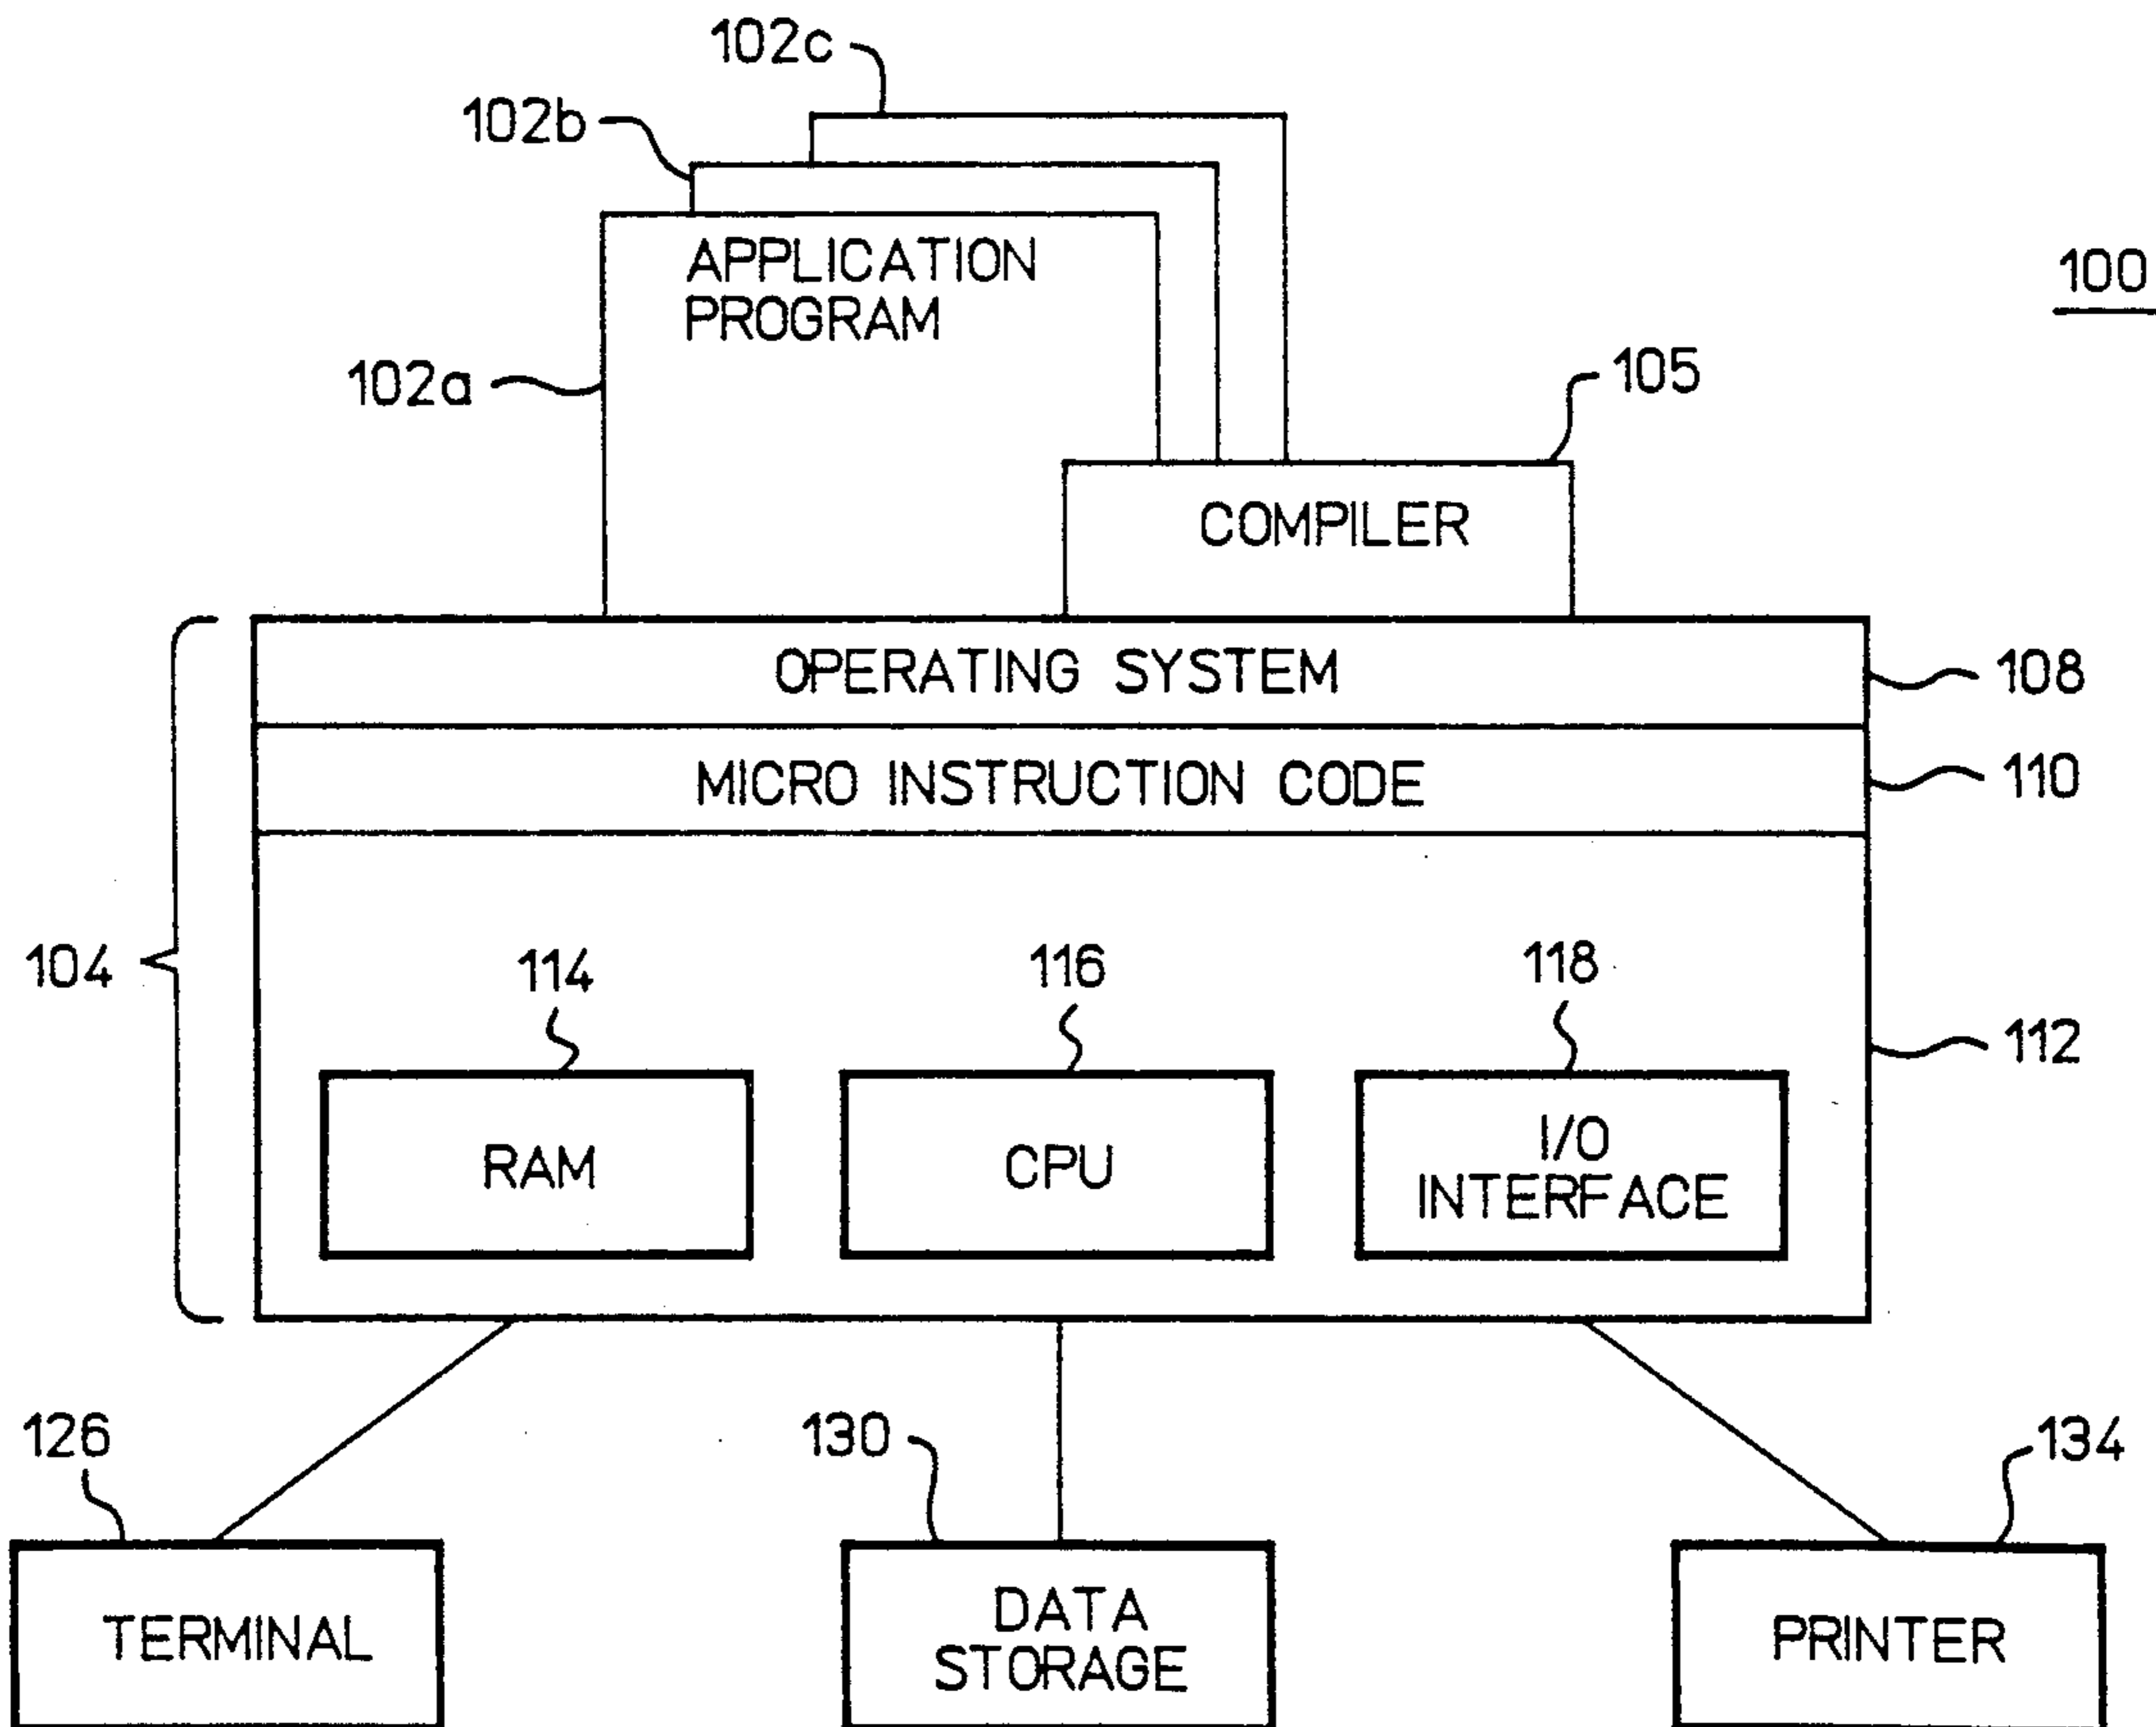 102c
102b
APPLICATION
PROGRAM
100
102a
105
COMPILER
OPERATING SYSTEM
108
MICRO INSTRUCTION CODE
110
104
114
116
118
112
RAM
CPU
I/O
INTERFACE
126
130
134
TERMINAL
DATA
STORAGE
PRINTER